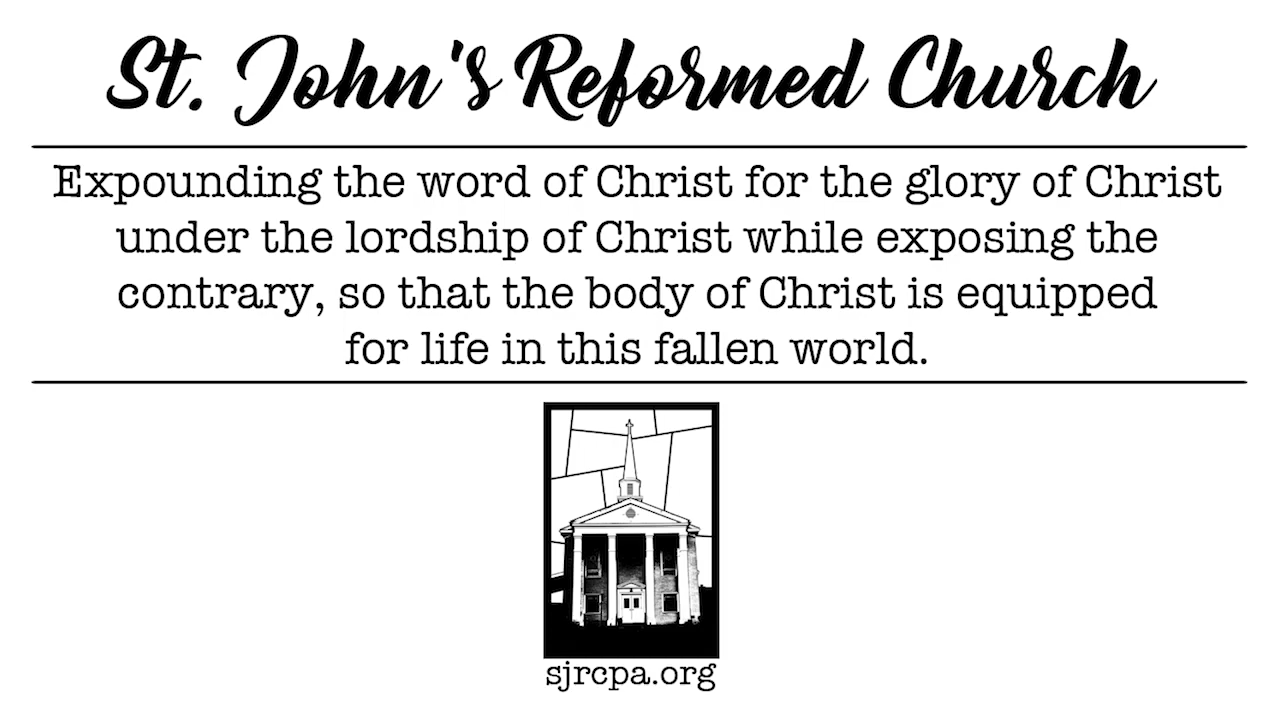 St. John's Reformed Church
Expounding the word of Christ for the glory of Christ
under the lordship of Christ while exposing the
contrary, so that the body of Christ is equipped
for life in this fallen world.
sjrcpa.org